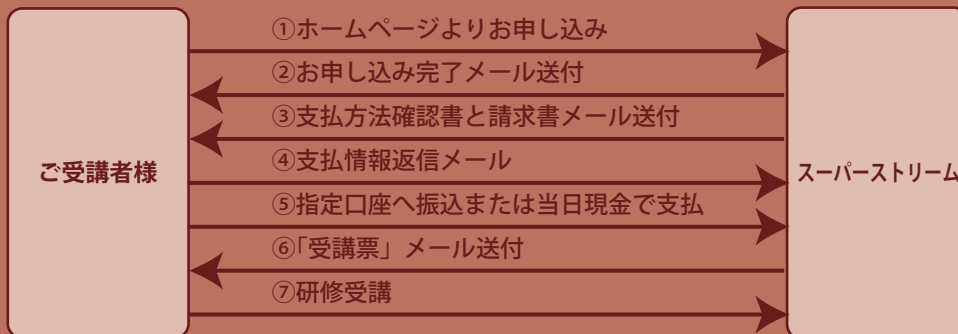 ①ホームページよりお申し込み
②お申し込み完了メール送付
③支払方法確認書と請求書メール送付
④支払情報返信メール
ご受講者様
スーパーストリーム
⑤指定口座へ振込または当日現金で支払
⑥「受講票」メール送付
⑦研修受講